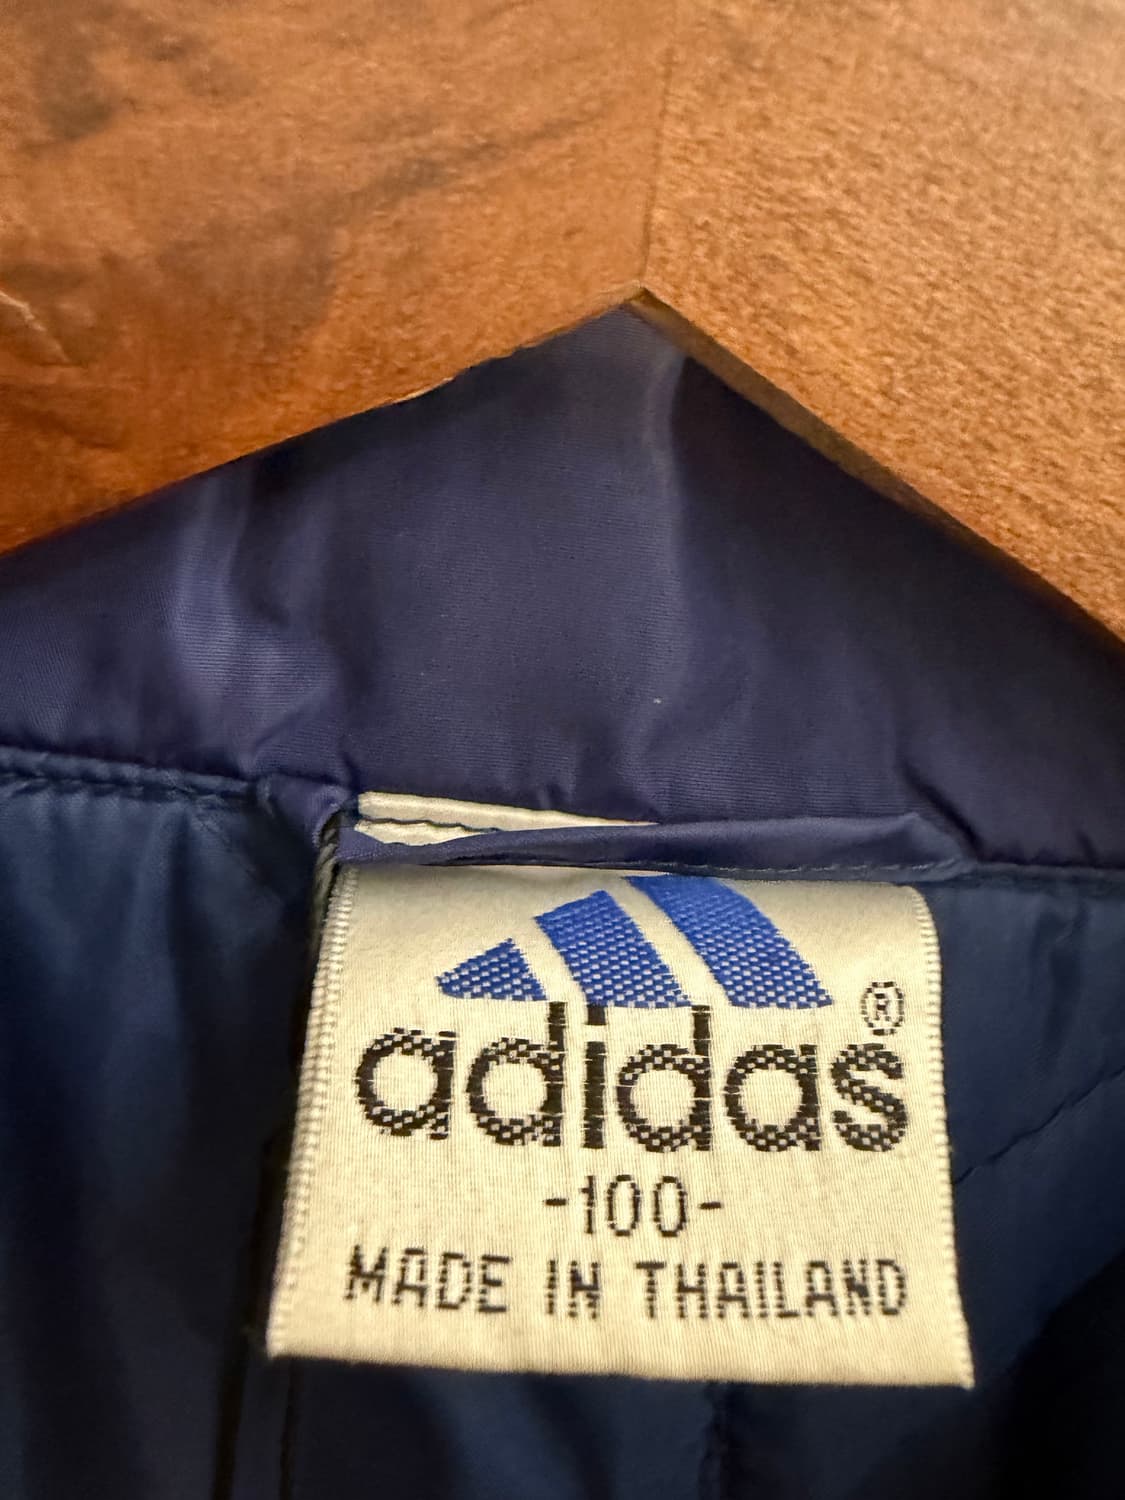 adidas®
-100-
MADE IN THAILAND